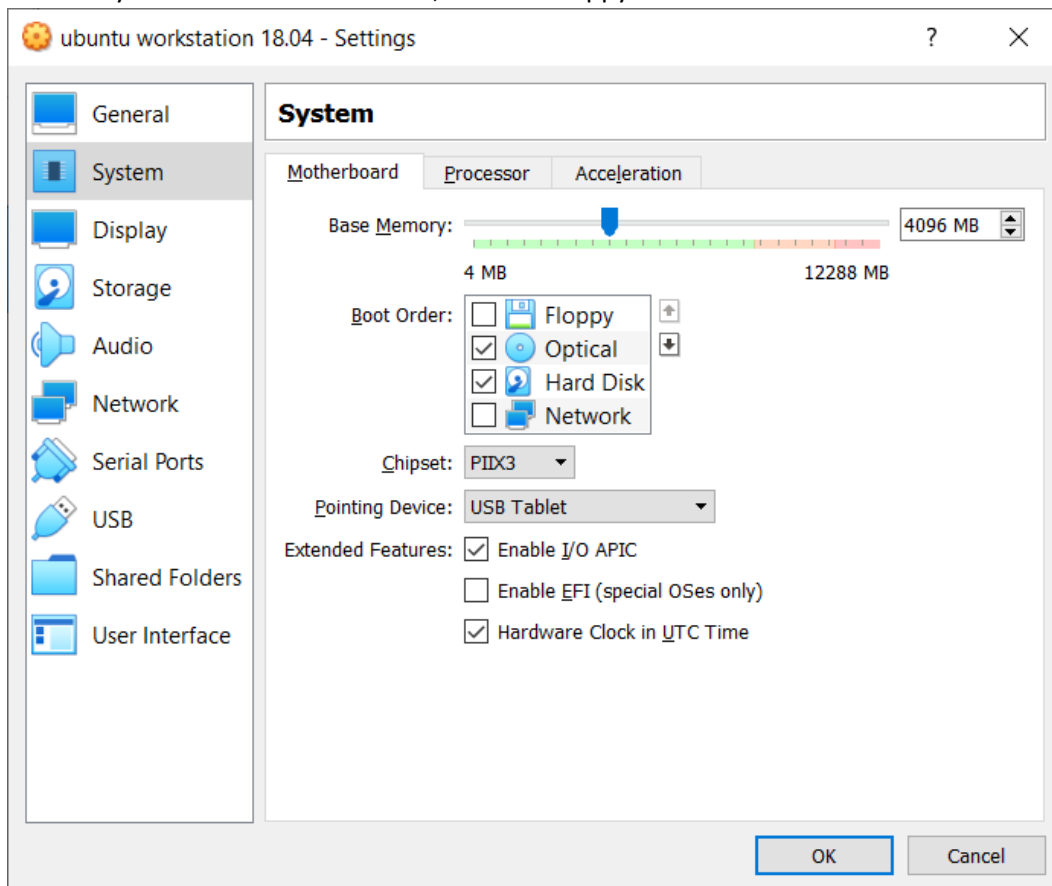 ubuntu workstation 18.04 - Settings ?
General
System
Display
Storage
Audio
Network
Serial Ports
USB
Shared Folders
User Interface
System
Motherboard Processor Acceleration
Base Memory: 4096 MB
4 MB 12288 MB
Boot Order: Floppy
Optical
Hard Disk
Network
Chipset: PIIX3
Pointing Device: USB Tablet
Extended Features: Enable I/O APIC
Enable EFI (special OSes only)
Hardware Clock in UTC Time
OK Cancel